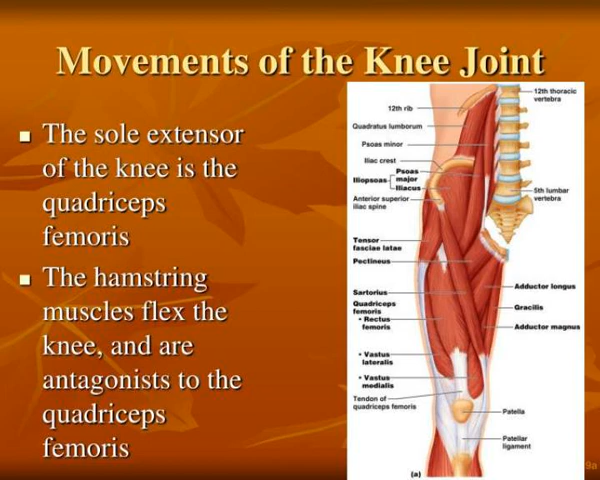 Movements of the Knee Joint
■ The sole extensor
of the knee is the
quadriceps
femoris
■ The hamstring
muscles flex the
knee, and are
antagonists to the
quadriceps
femoris
12th thoracic
vertebra
12th rib
Quadratus lumborum
Psoas minor
Iliac crest
Iliopsoas
Psoas
major
Iliacus
5th lumbar
vertebra
Anterior superior
iliac spine
Tensor
fasciae latae
Pectineus
Adductor longus
Sartorius
Gracilis
Quadriceps
femoris
• Rectus
femoris
Adductor magnus
• Vastus
lateralis
• Vastus
medialis
Tendon of
quadriceps femoris
Patella
Patellar
ligament
(a)
9a